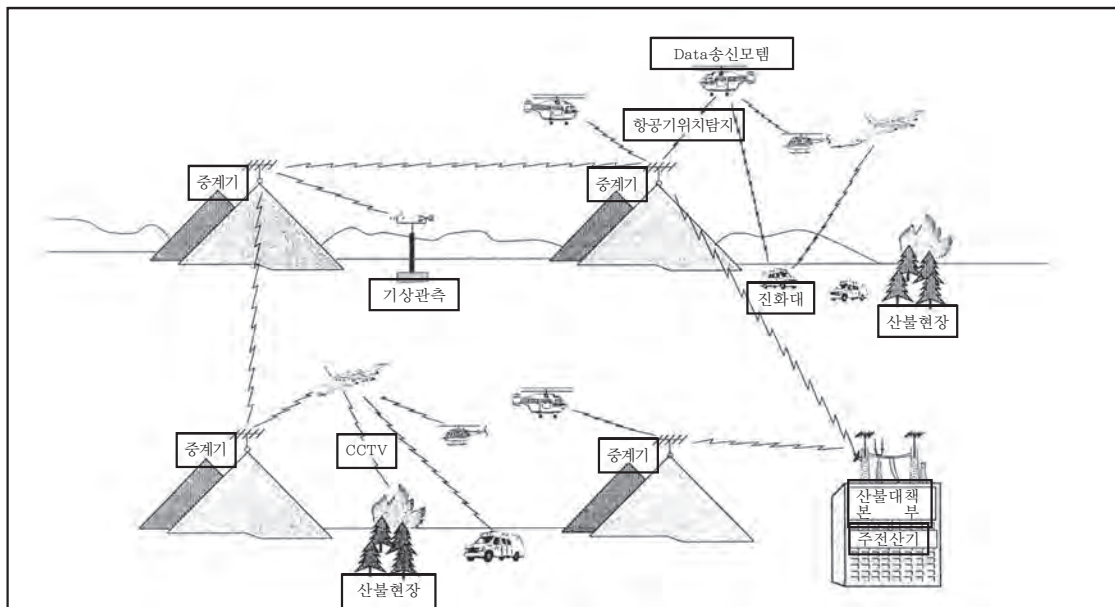 Data송신모뎀
항공기위치탐지
중계기
중계기
기상관측
진화대
산불현장
중계기
CCTV
중계기
산불대책
본 부
주전산기
산불현장